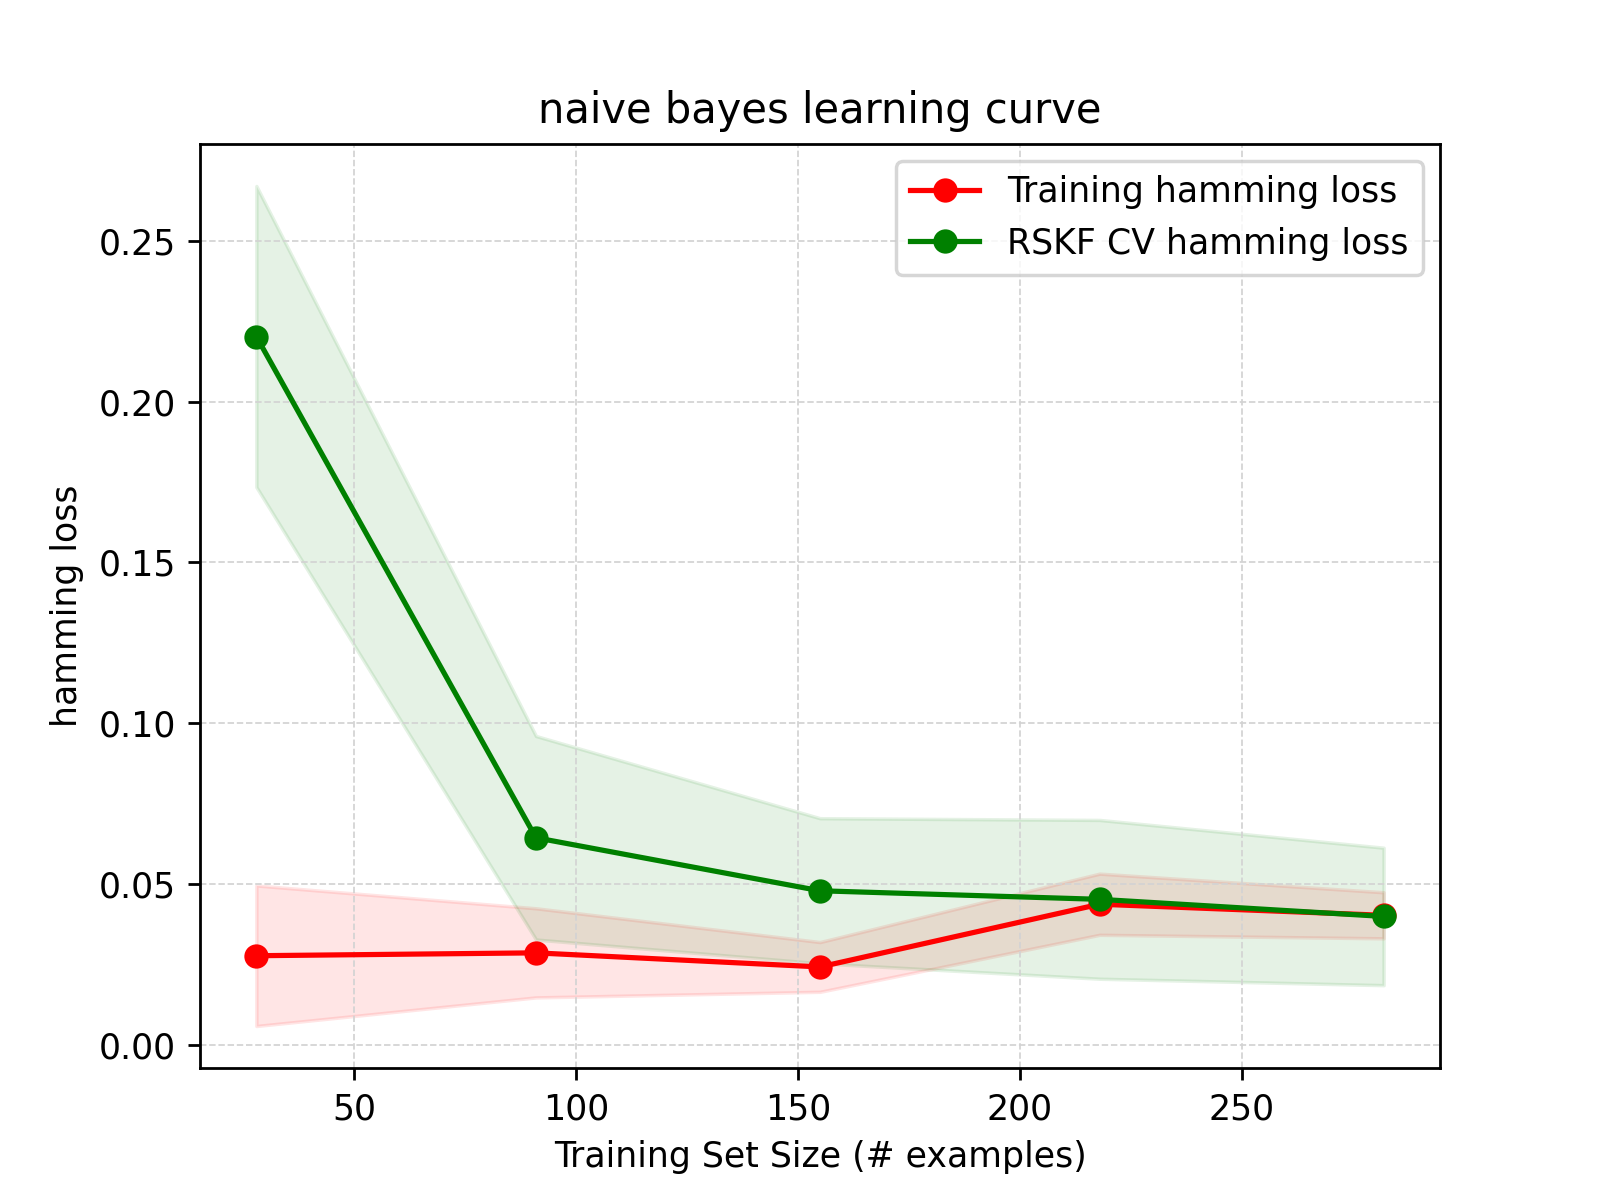 naive bayes learning curve
Training hamming loss
RSKF CV hamming loss
hamming loss
0.25
0.20
0.15
0.10
0.05
0.00
50 100 150 200 250
Training Set Size (# examples)